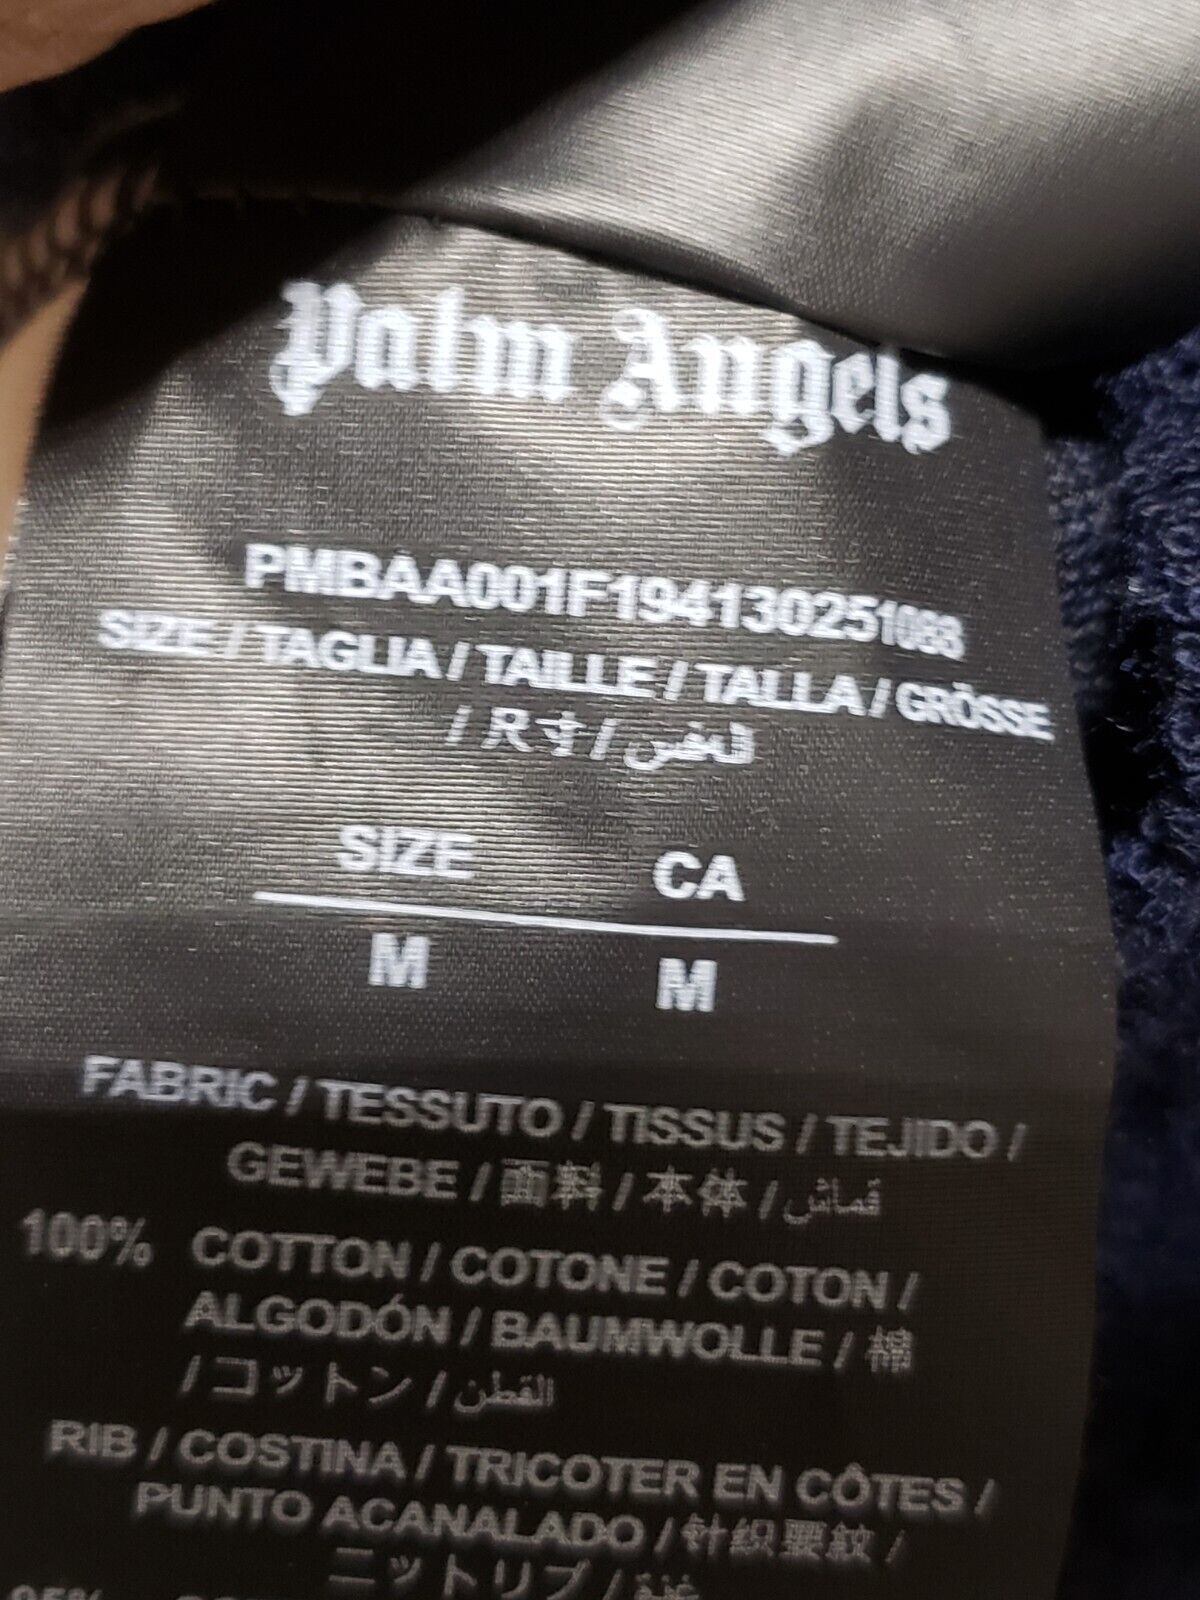 Palm Angels
PMBAA001F194130251088
SIZE / TAGLIA / TAILLE / TALLA / GRÖSSE
/ 尺寸 /
SIZE CA
M M
FABRIC / TESSUTO / TISSUS / TEJIDO /
GEWEBE / 面料 / 本体 / قماش
100% COTTON / COTONE / COTON /
ALGODÓN / BAUMWOLLE / 棉
/ コットン / القطن
RIB / COSTINA / TRICOTER EN CÔTES /
PUNTO ACANALADO / 针织罗纹 /
ニットリブ /
95%